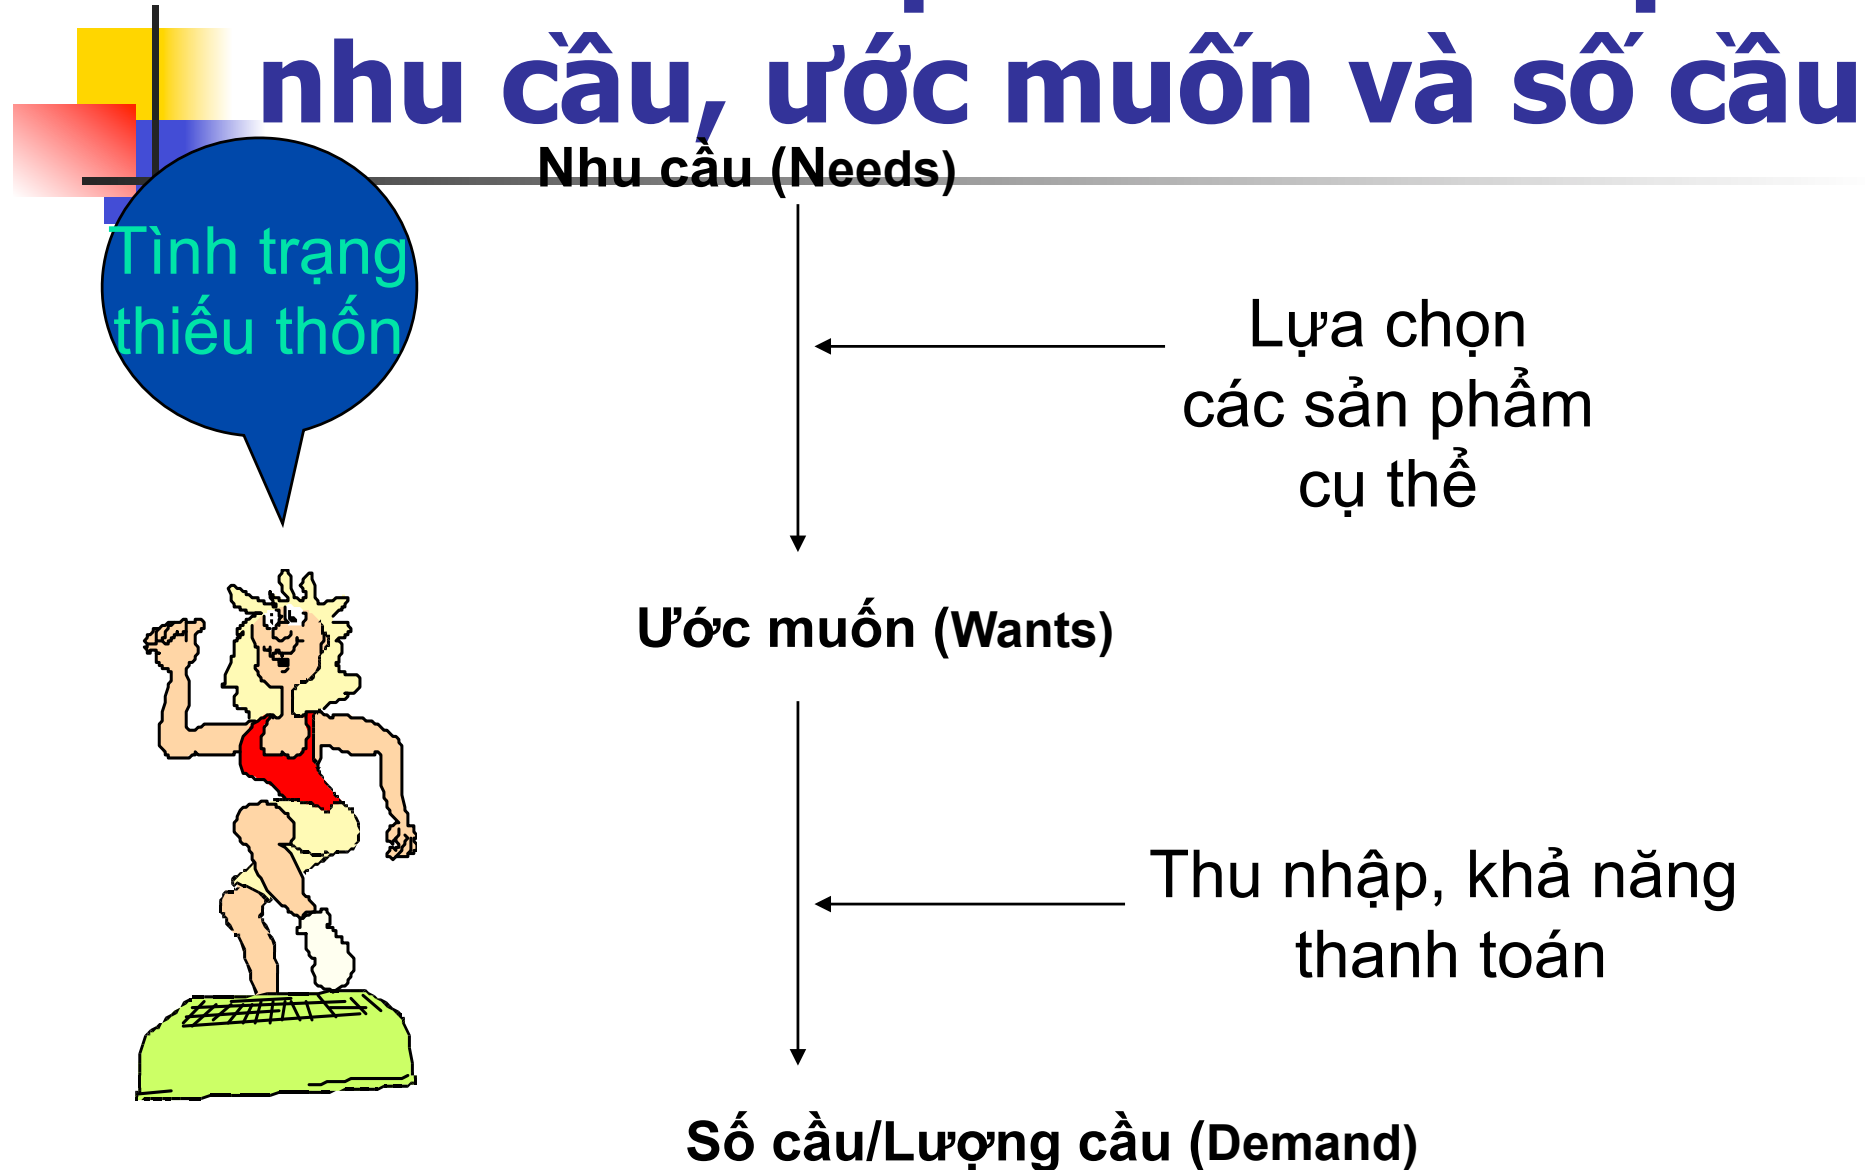 nhu cầu, ước muốn và số cầu
Nhu cầu (Needs)
Tình trạng
thiếu thốn
Lựa chọn
các sản phẩm
cụ thể
Ước muốn (Wants)
Thu nhập, khả năng
thanh toán
Số cầu/Lượng cầu (Demand)